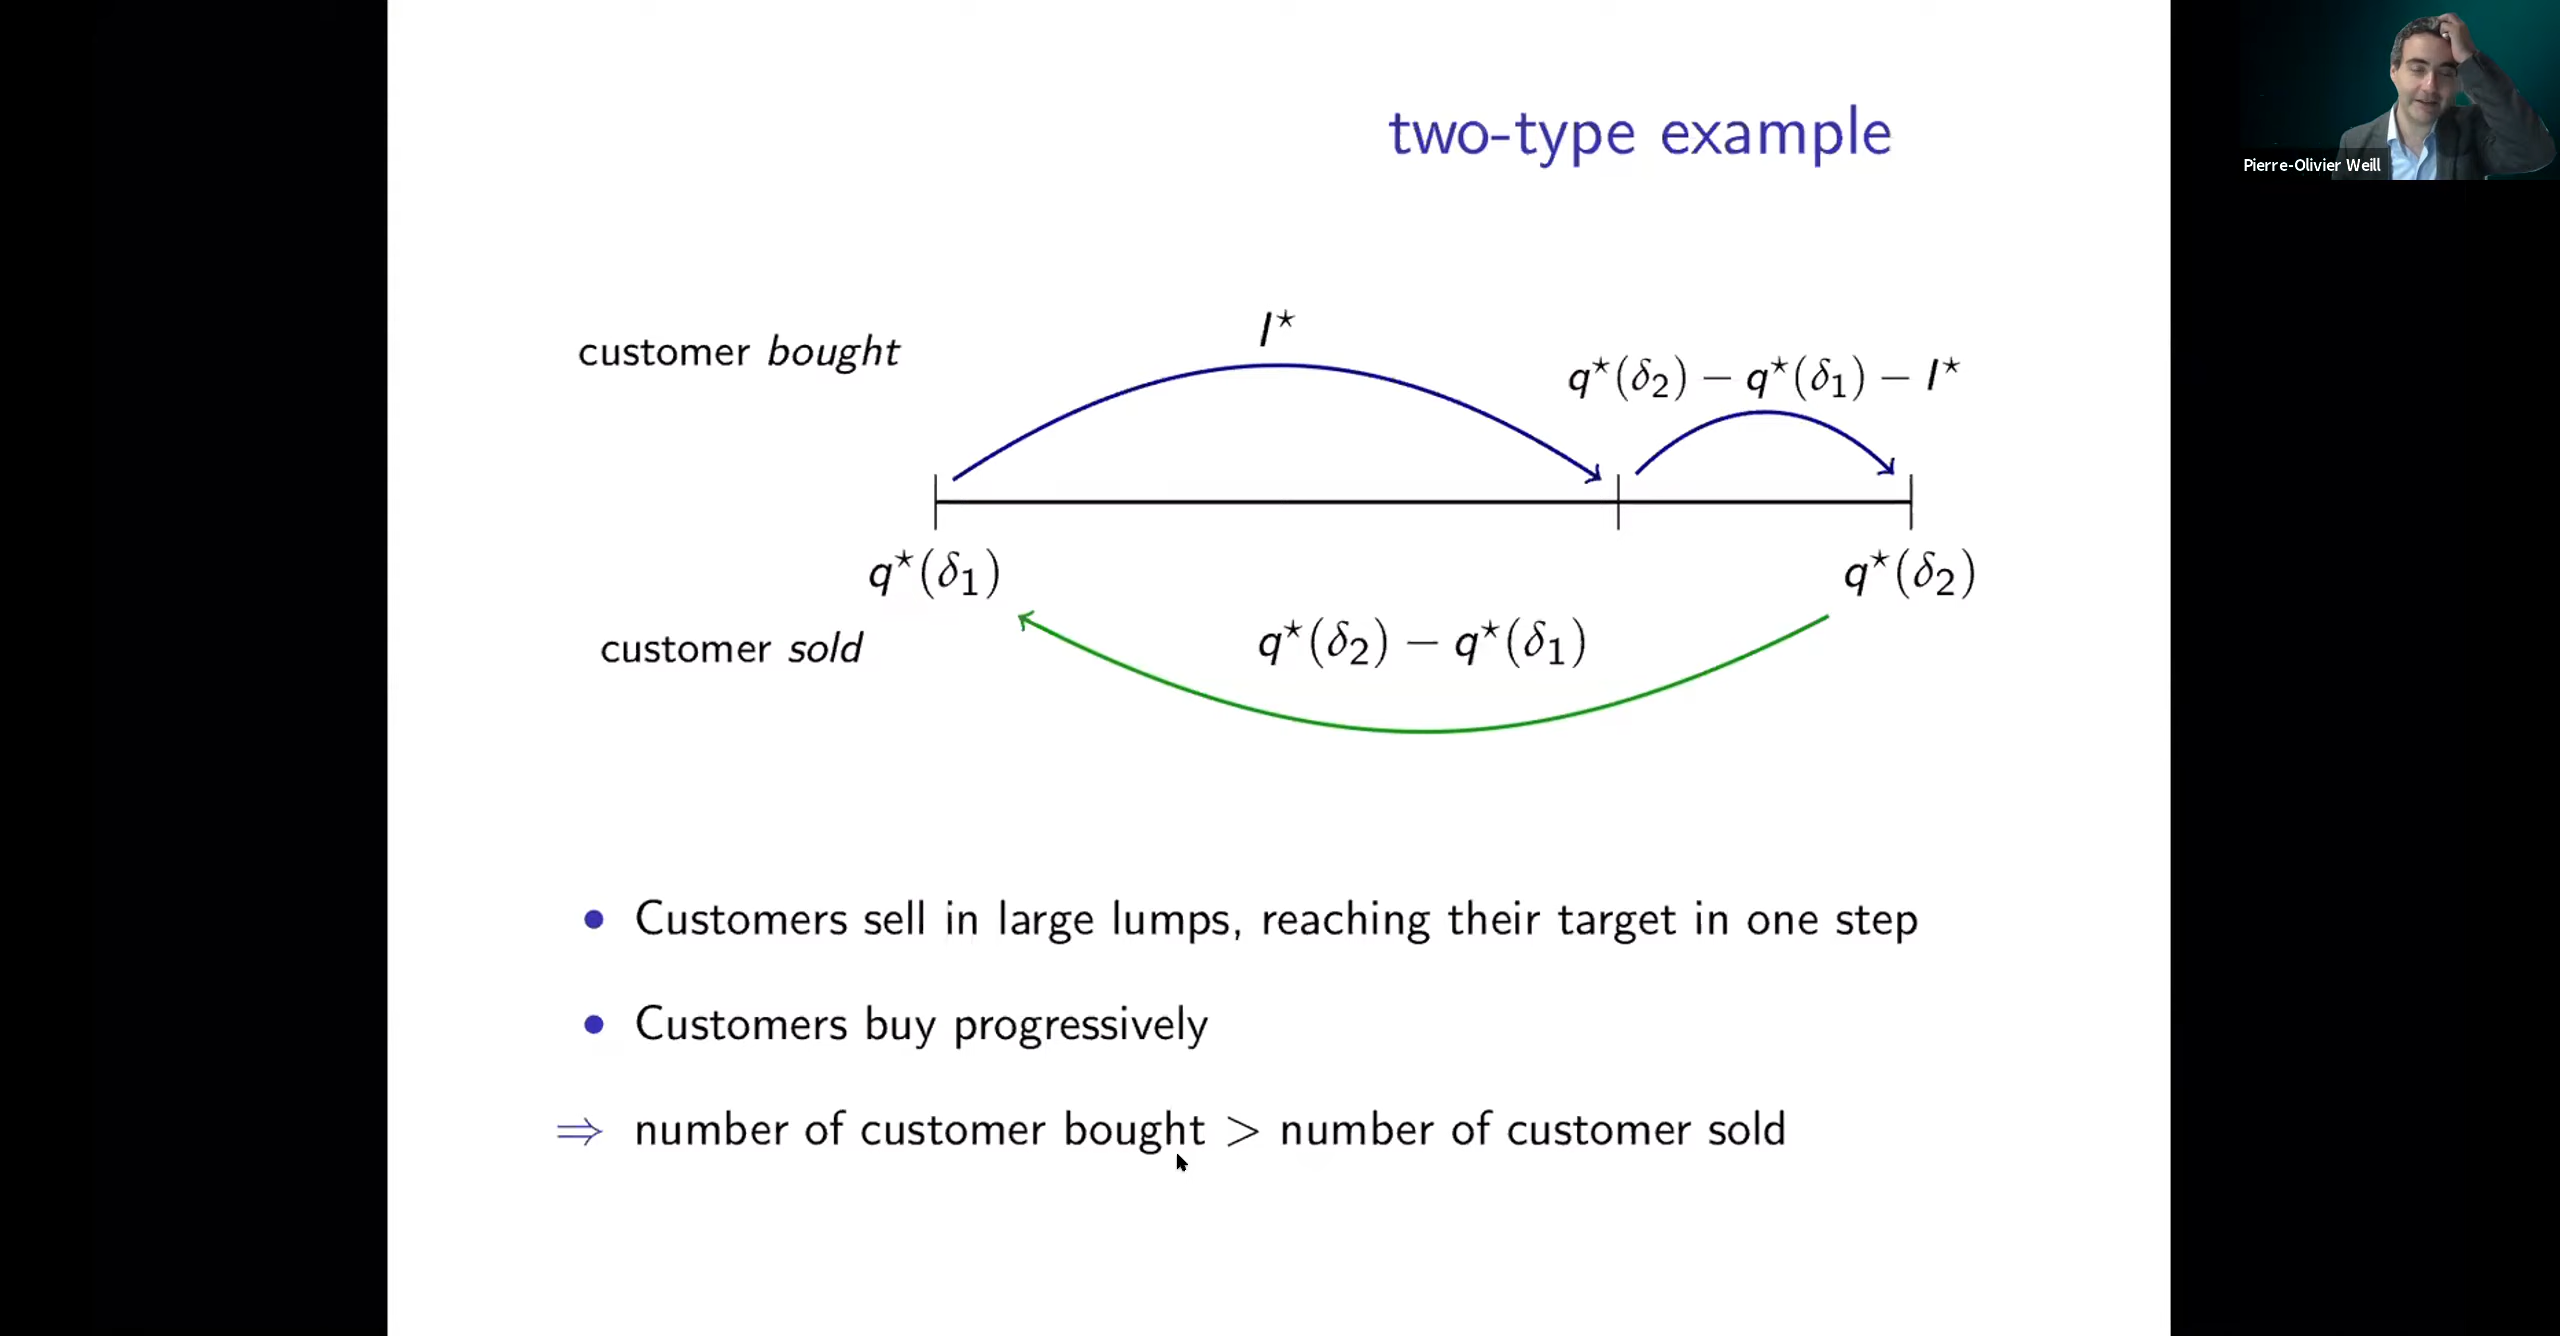 two-type example
Pierre-Olivier Weill
customer bought
I⋆
q⋆(δ₂) − q⋆(δ₁) − I⋆
q⋆(δ₁)
q⋆(δ₂)
customer sold
q⋆(δ₂) − q⋆(δ₁)
• Customers sell in large lumps, reaching their target in one step
• Customers buy progressively
⇒ number of customer bought > number of customer sold